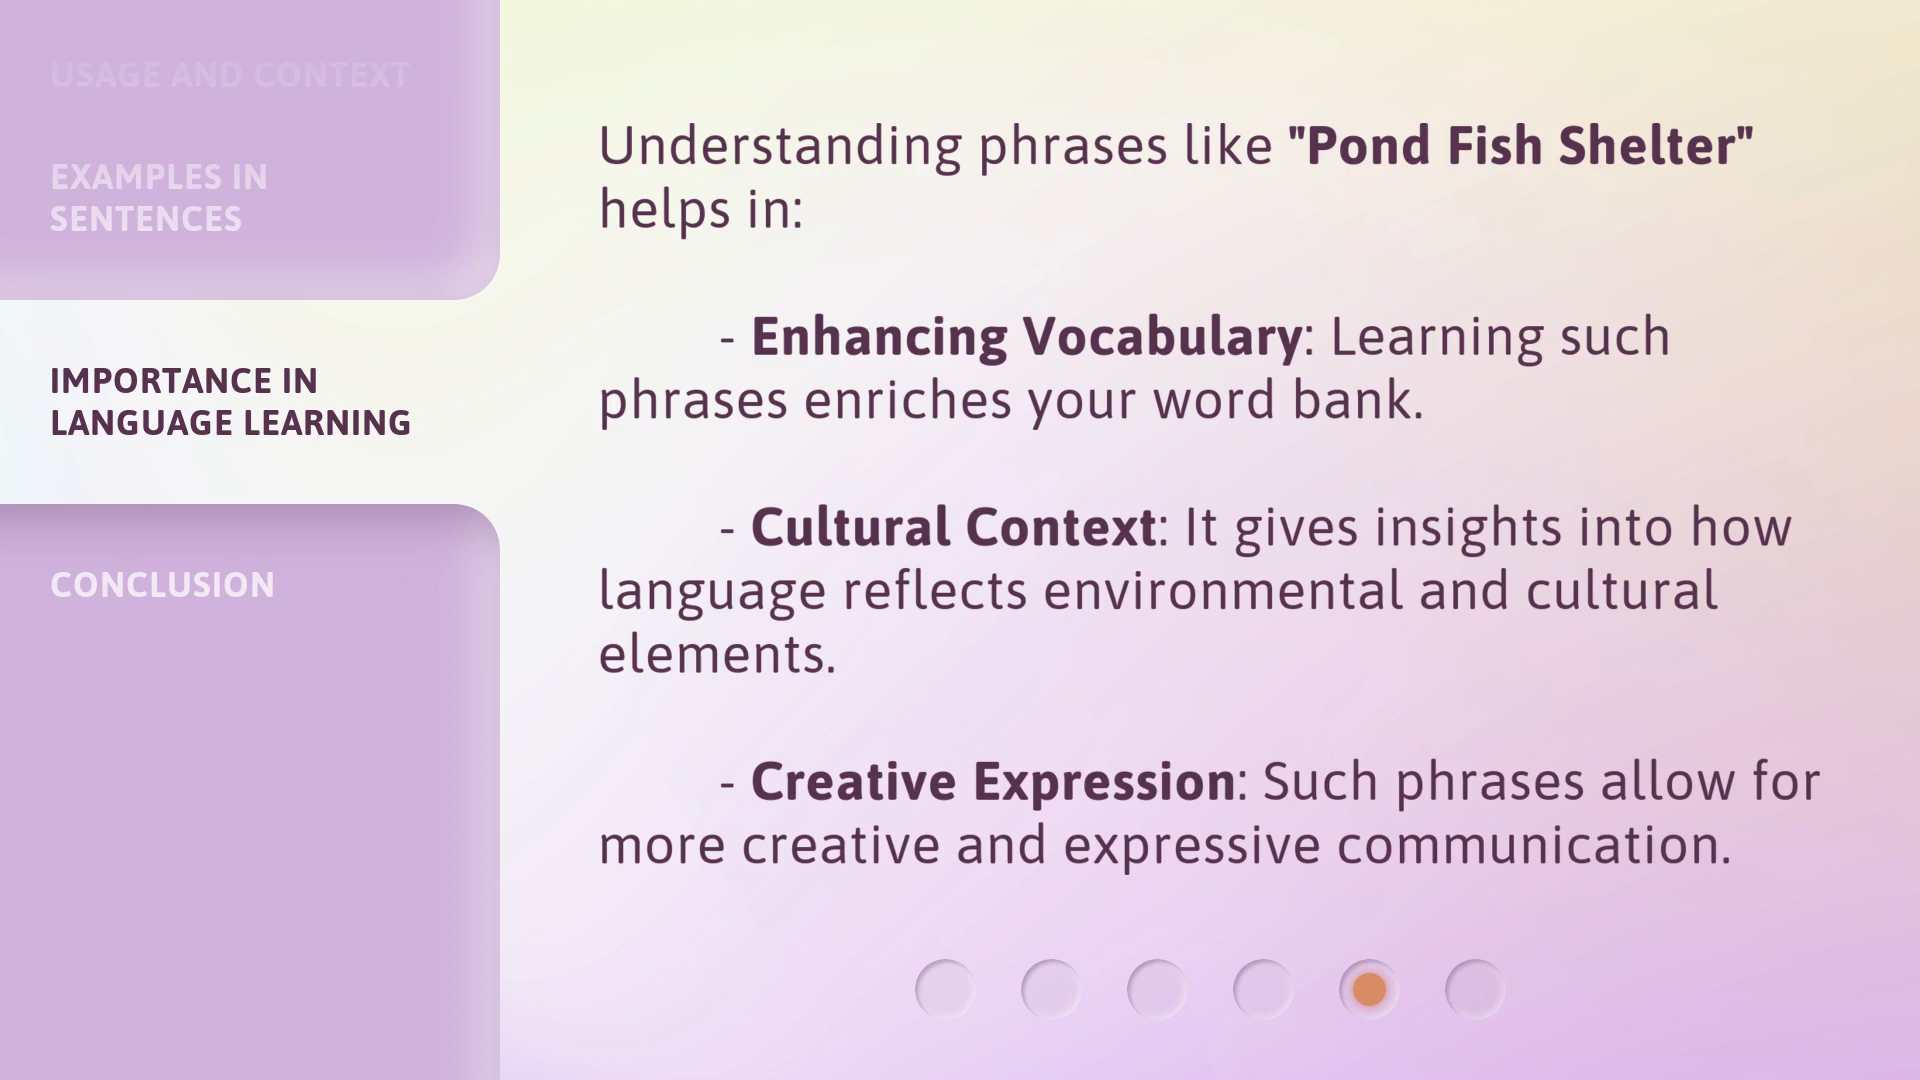 USAGE AND CONTEXT
EXAMPLES IN
SENTENCES
IMPORTANCE IN
LANGUAGE LEARNING
CONCLUSION
Understanding phrases like "Pond Fish Shelter"
helps in:
- Enhancing Vocabulary: Learning such
phrases enriches your word bank.
- Cultural Context: It gives insights into how
language reflects environmental and cultural
elements.
- Creative Expression: Such phrases allow for
more creative and expressive communication.